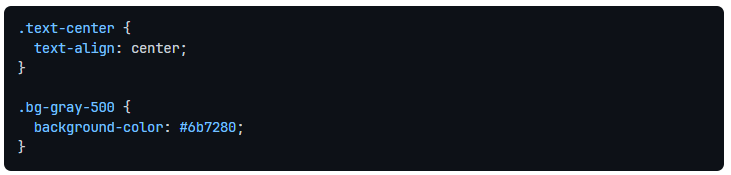 .text-center {
  text-align: center;
}

.bg-gray-500 {
  background-color: #6b7280;
}